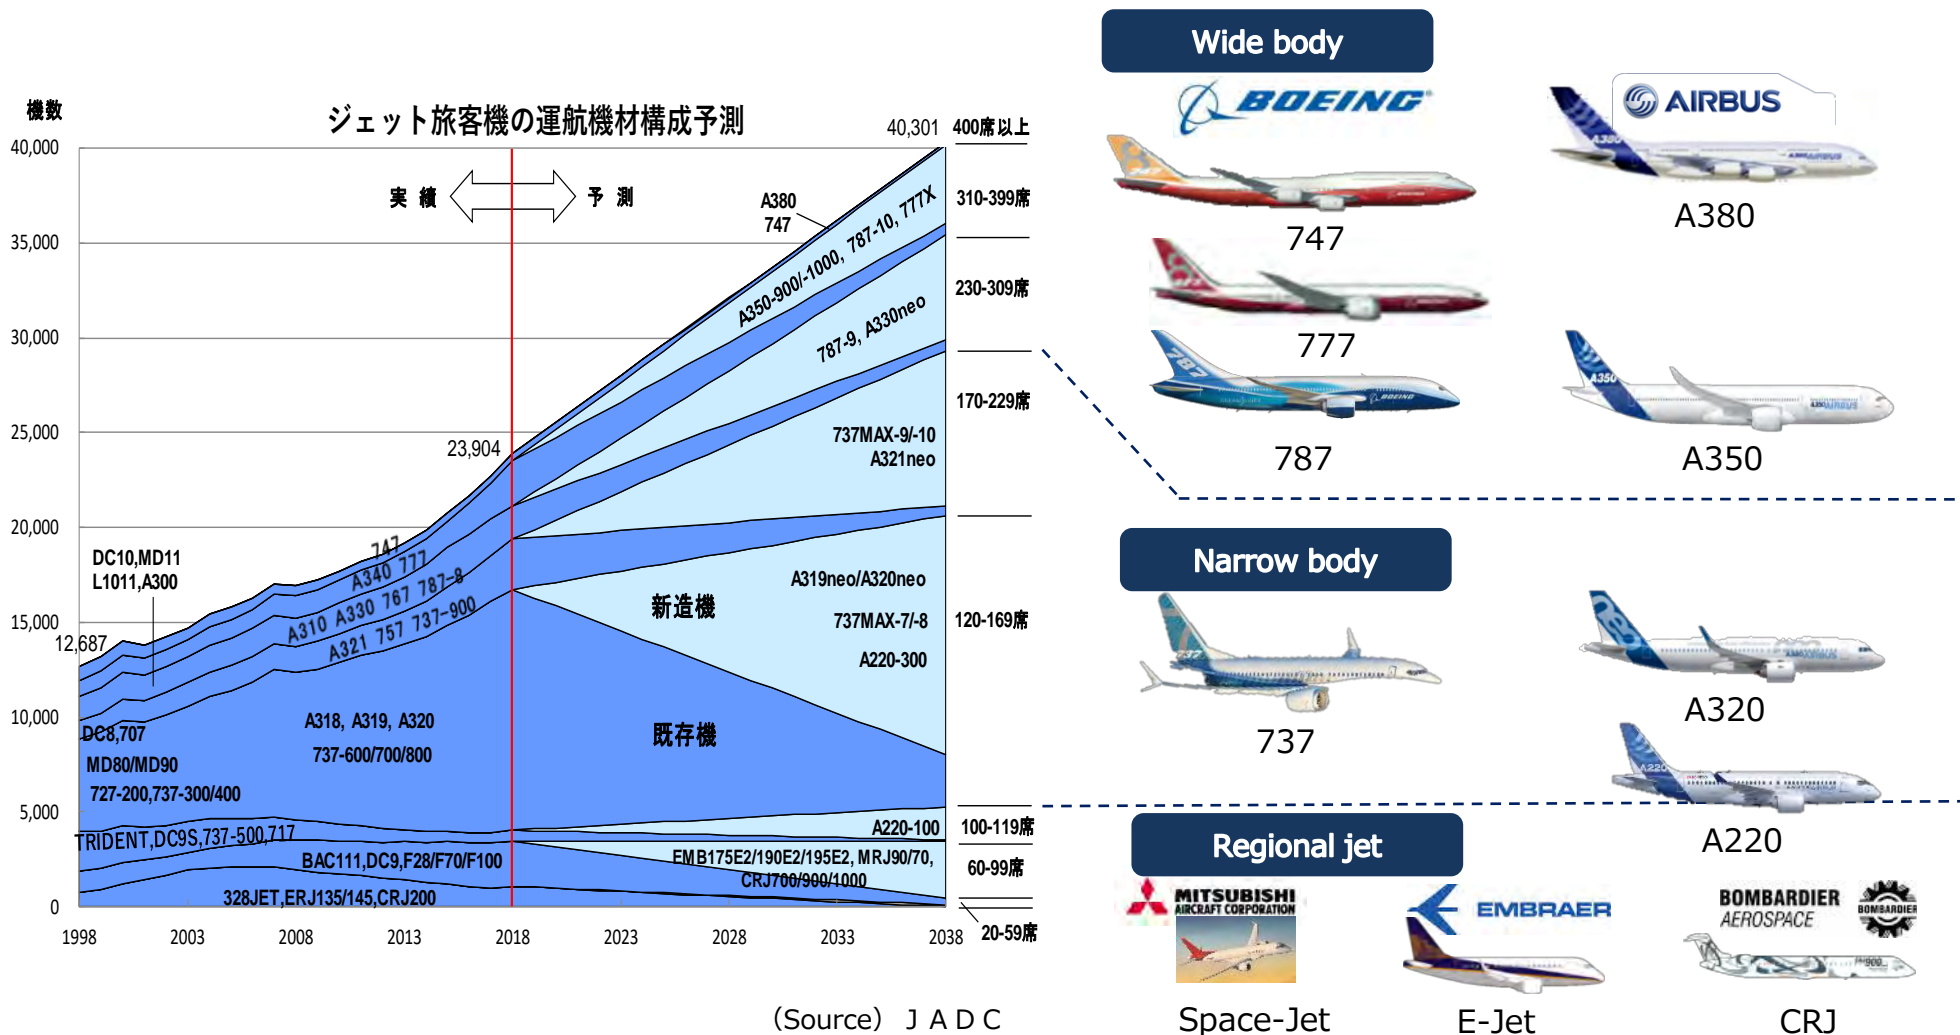 ジェット旅客機の運航機材構成予測
機数
40,000
35,000
30,000
25,000
20,000
15,000
10,000
5,000
0
1998
2003
2008
2013
2018
2023
2028
2033
2038
実 績
予 測
12,687
23,904
40,301
400席以上
310-399席
230-309席
170-229席
120-169席
100-119席
60-99席
20-59席
A380
747
A350-900/-1000, 787-10, 777X
787-9, A330neo
737MAX-9/-10
A321neo
A319neo/A320neo
737MAX-7/-8
A220-300
新造機
既存機
A220-100
EMB175E2/190E2/195E2, MRJ90/70,
CRJ700/900/1000
DC10,MD11
L1011,A300
747
A340 777
A310 A330 767 787-8
A321 757 737-900
DC8,707
MD80/MD90
727-200,737-300/400
A318, A319, A320
737-600/700/800
TRIDENT,DC9S,737-500,717
BAC111,DC9,F28/F70/F100
328JET,ERJ135/145,CRJ200
(Source) ＪＡＤＣ
Wide body
BOEING
AIRBUS
A380
747
A380
777
787
BOEING
787
A350
A350
Narrow body
737
737
A320
A220
A220
Regional jet
MITSUBISHI
AIRCRAFT CORPORATION
Space-Jet
EMBRAER
E-Jet
BOMBARDIER
AEROSPACE
BOMBARDIER
CRJ